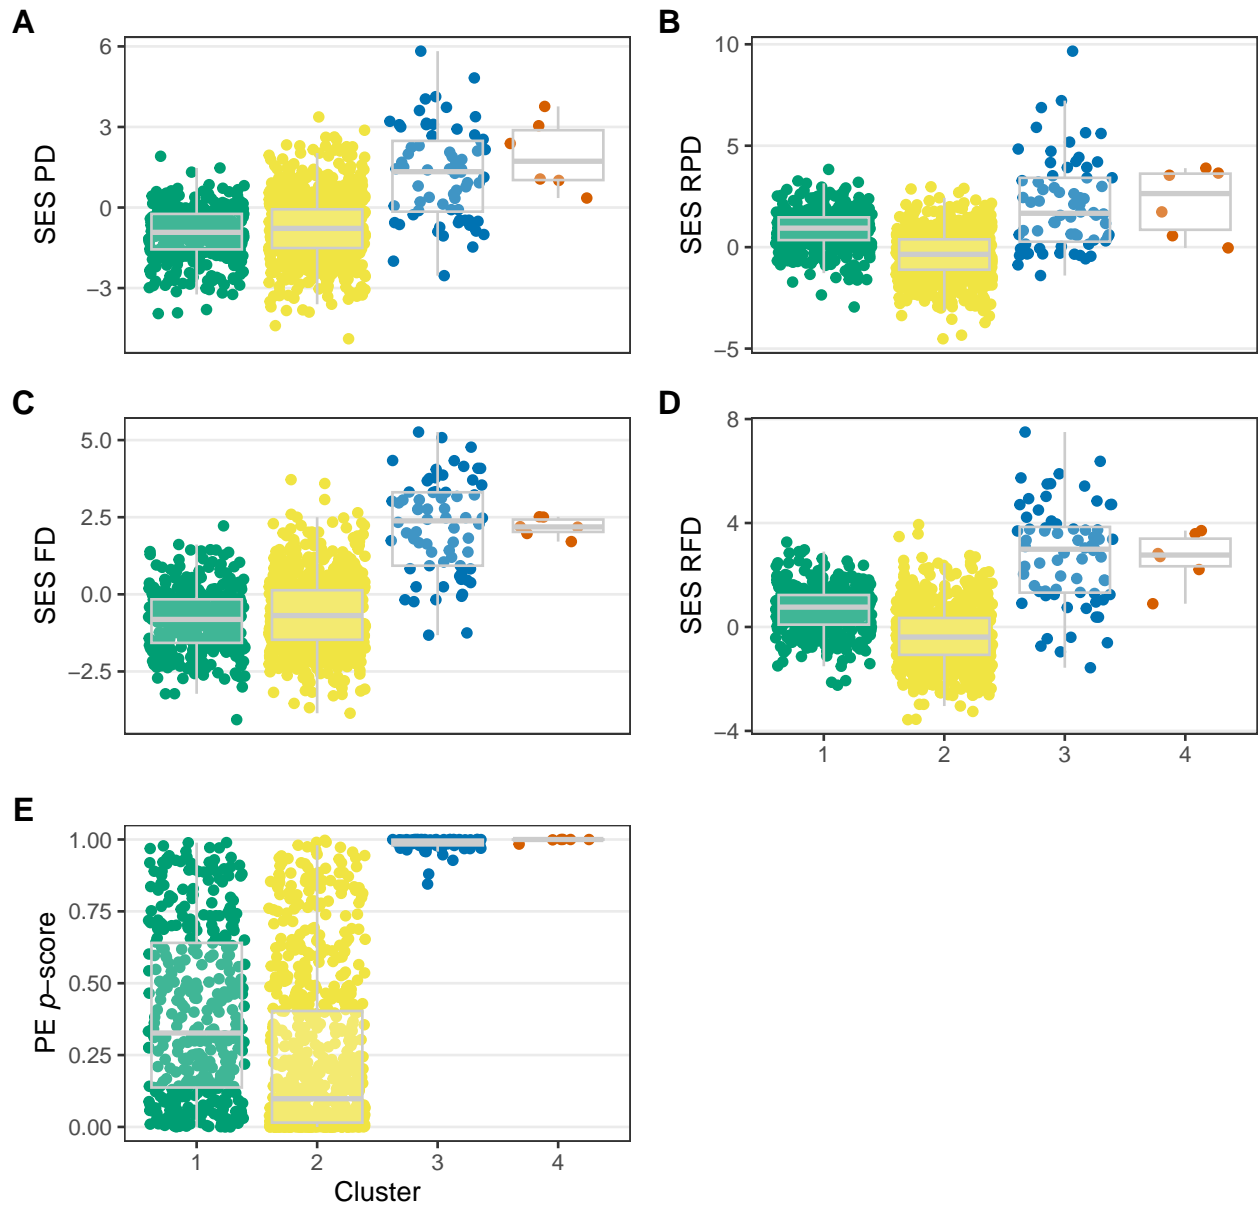 A
B
SES PD
6
3
0
−3
SES RPD
10
5
0
−5
C
D
SES FD
5.0
2.5
0.0
−2.5
SES RFD
8
4
0
−4
1 2 3 4
E
PE p−score
1.00
0.75
0.50
0.25
0.00
1 2 3 4
Cluster